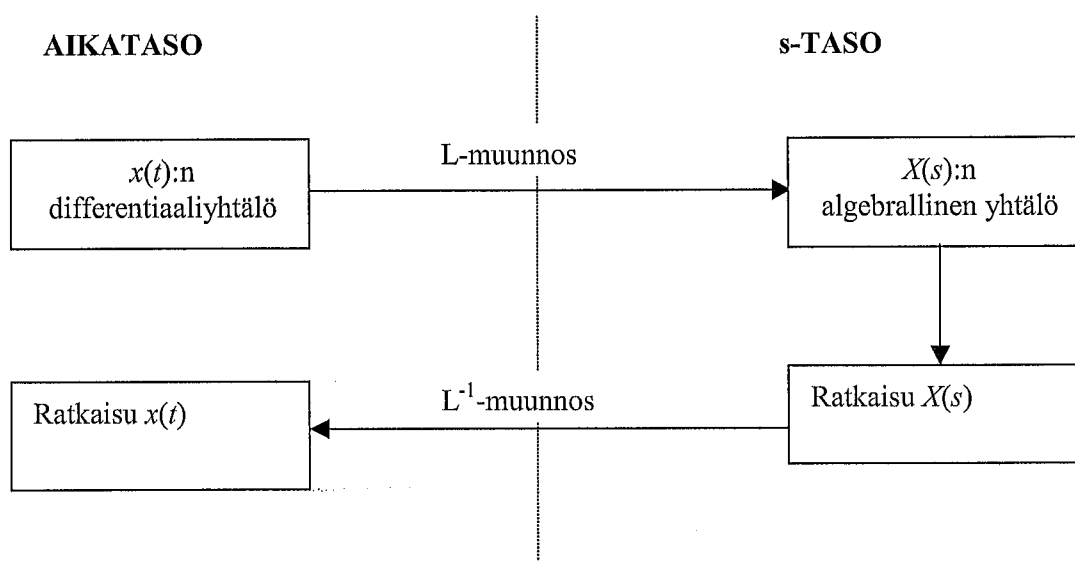 AIKATASO
s-TASO
L-muunnos
x(t):n
differentiaaliyhtälö
X(s):n
algebrallinen yhtälö
L⁻¹-muunnos
Ratkaisu x(t)
Ratkaisu X(s)